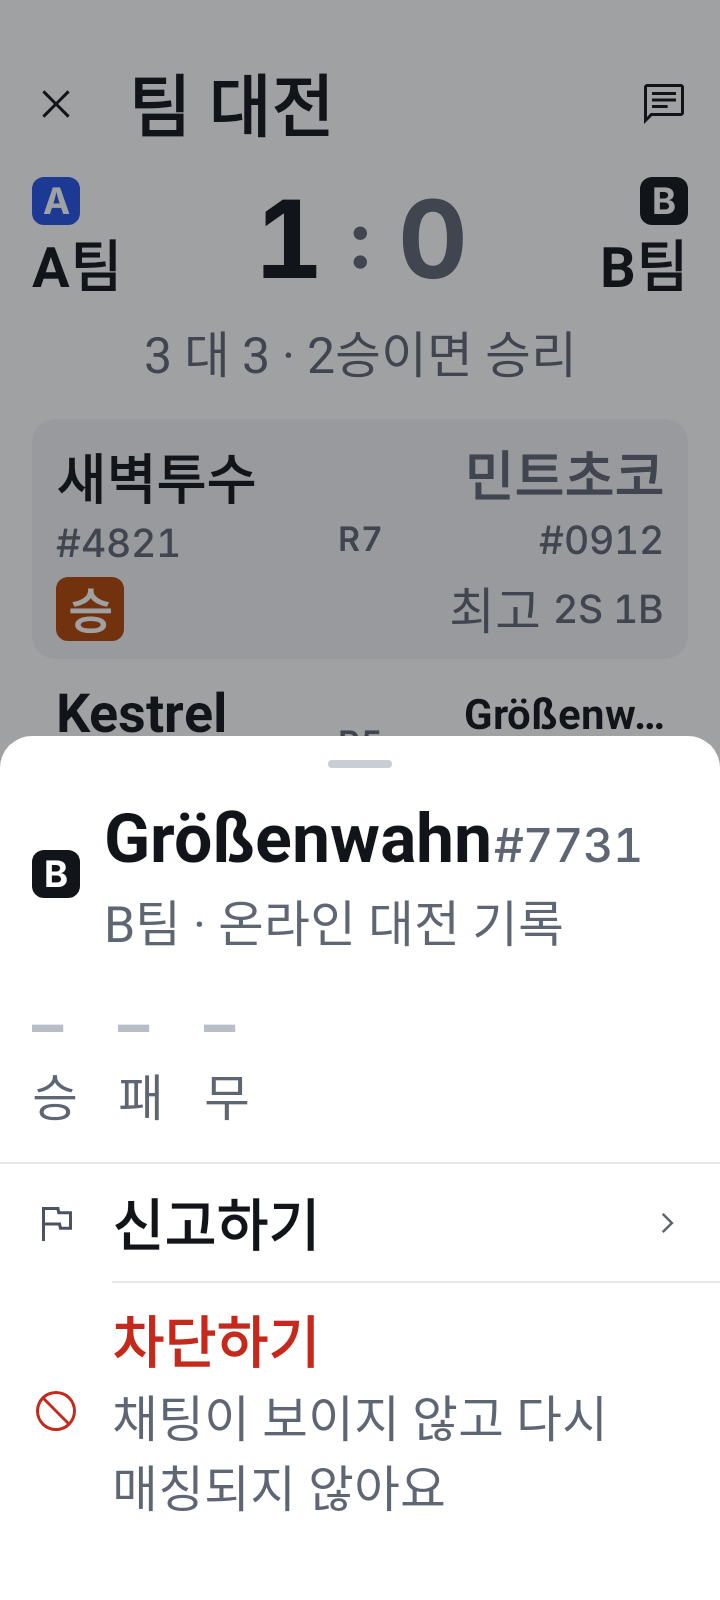 팀 대전
A
B
1 : 0
A팀
B팀
3 대 3 · 2승이면 승리
새벽투수
민트초코
#4821
R7
#0912
승
최고 2S 1B
Kestrel
Größenw…
B
Größenwahn#7731
B팀 · 온라인 대전 기록
– – –
승 패 무
신고하기
차단하기
채팅이 보이지 않고 다시
매칭되지 않아요